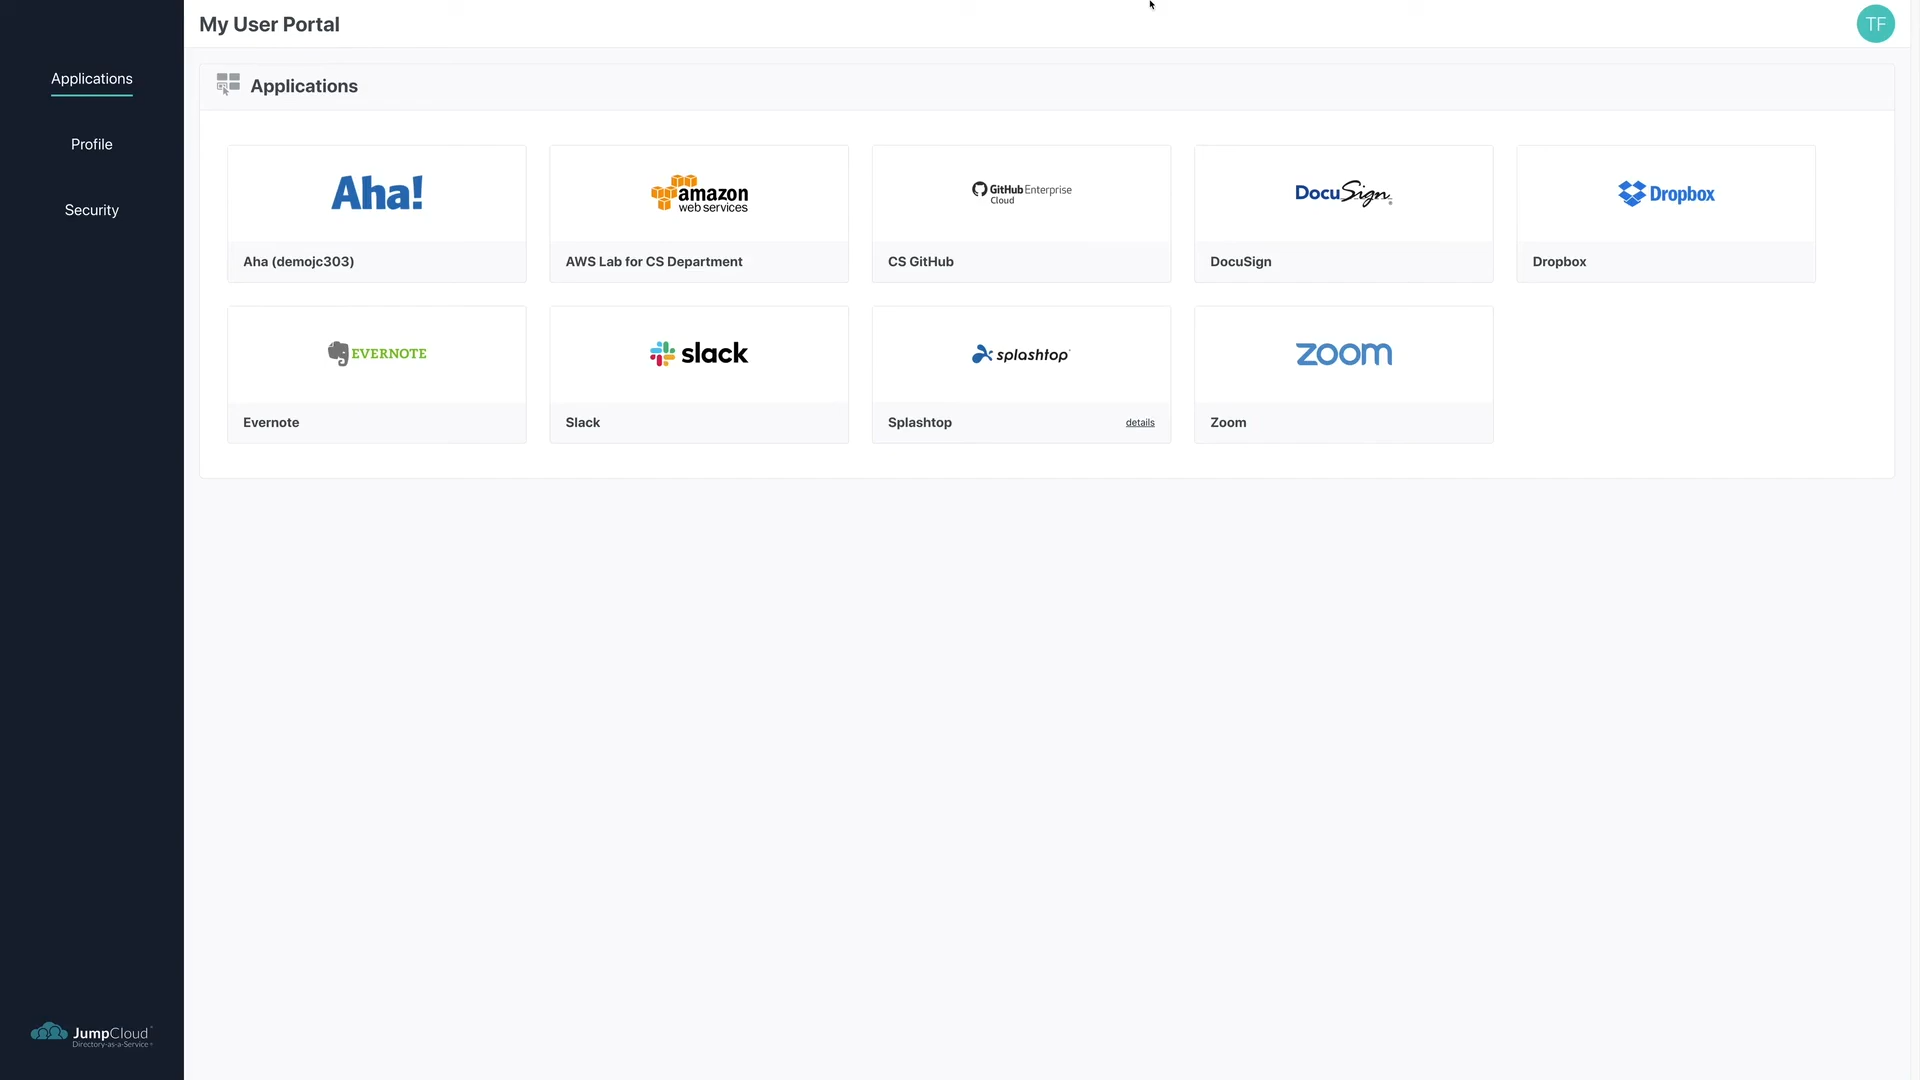 My User Portal
TF
Applications
Profile
Security
Applications
Aha!
Aha (demojc303)
amazon
web services
AWS Lab for CS Department
GitHub Enterprise
Cloud
CS GitHub
DocuSign
DocuSign
Dropbox
Dropbox
EVERNOTE
Evernote
slack
Slack
splashtop
Splashtop
details
zoom
Zoom
JumpCloud
Directory-as-a-Service